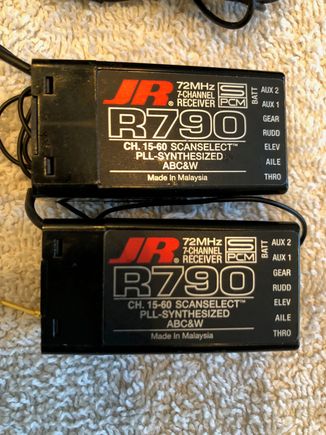 JR® 72MHz
7-CHANNEL
RECEIVER
S
PCM
R790
CH. 15-60 SCANSELECT™
PLL-SYNTHESIZED
ABC&W
Made In Malaysia
BATT
AUX 2
AUX 1
GEAR
RUDD
ELEV
AILE
THRO
JR® 72MHz
7-CHANNEL
RECEIVER
S
PCM
R790
CH. 15-60 SCANSELECT™
PLL-SYNTHESIZED
ABC&W
Made In Malaysia
BATT
AUX 2
AUX 1
GEAR
RUDD
ELEV
AILE
THRO